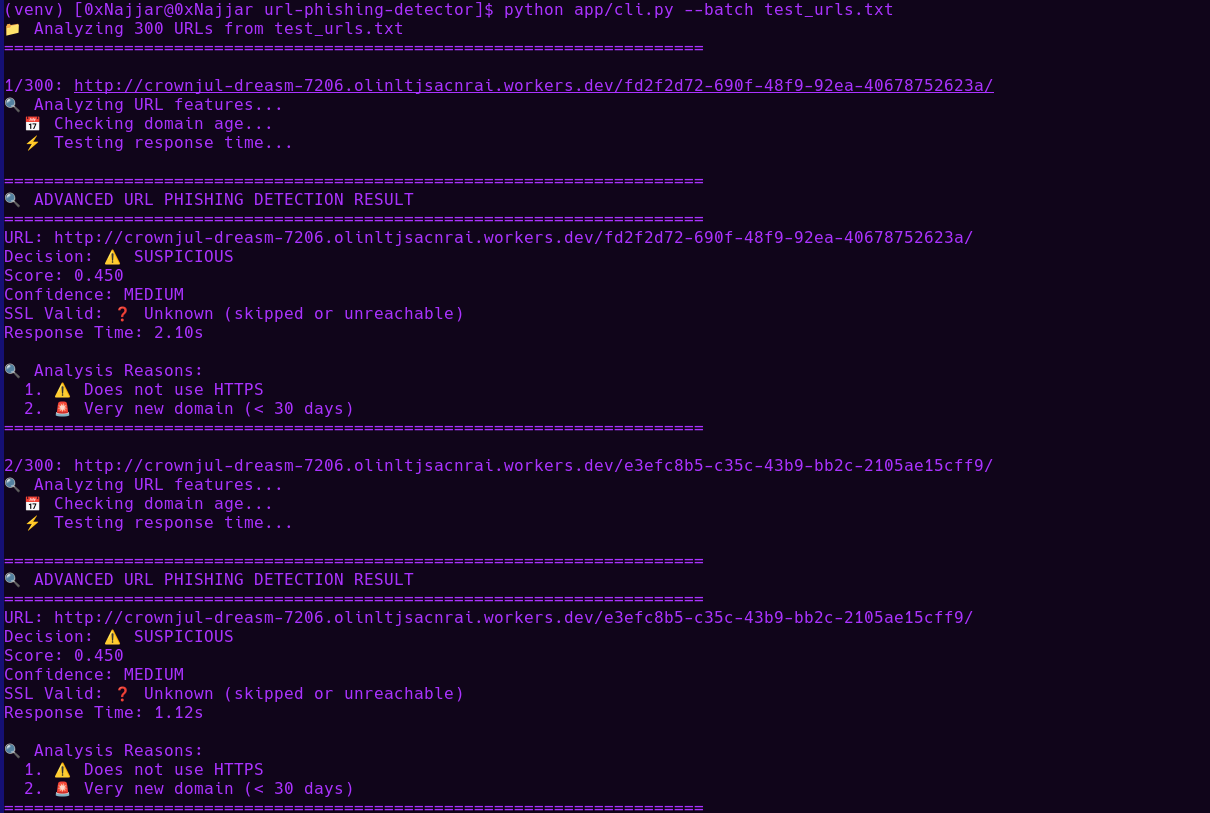 (venv) [0xNajjar@0xNajjar url-phishing-detector]$ python app/cli.py --batch test_urls.txt
📁 Analyzing 300 URLs from test_urls.txt
======================================================================
1/300: http://crownjul-dreasm-7206.olinltjsacnrai.workers.dev/fd2f2d72-690f-48f9-92ea-40678752623a/
🔍 Analyzing URL features...
📅 Checking domain age...
⚡ Testing response time...
======================================================================
🔍 ADVANCED URL PHISHING DETECTION RESULT
======================================================================
URL: http://crownjul-dreasm-7206.olinltjsacnrai.workers.dev/fd2f2d72-690f-48f9-92ea-40678752623a/
Decision: ⚠️ SUSPICIOUS
Score: 0.450
Confidence: MEDIUM
SSL Valid: ❓ Unknown (skipped or unreachable)
Response Time: 2.10s
🔍 Analysis Reasons:
1. ⚠️ Does not use HTTPS
2. 🚨 Very new domain (< 30 days)
======================================================================
2/300: http://crownjul-dreasm-7206.olinltjsacnrai.workers.dev/e3efc8b5-c35c-43b9-bb2c-2105ae15cff9/
🔍 Analyzing URL features...
📅 Checking domain age...
⚡ Testing response time...
======================================================================
🔍 ADVANCED URL PHISHING DETECTION RESULT
======================================================================
URL: http://crownjul-dreasm-7206.olinltjsacnrai.workers.dev/e3efc8b5-c35c-43b9-bb2c-2105ae15cff9/
Decision: ⚠️ SUSPICIOUS
Score: 0.450
Confidence: MEDIUM
SSL Valid: ❓ Unknown (skipped or unreachable)
Response Time: 1.12s
🔍 Analysis Reasons:
1. ⚠️ Does not use HTTPS
2. 🚨 Very new domain (< 30 days)
======================================================================